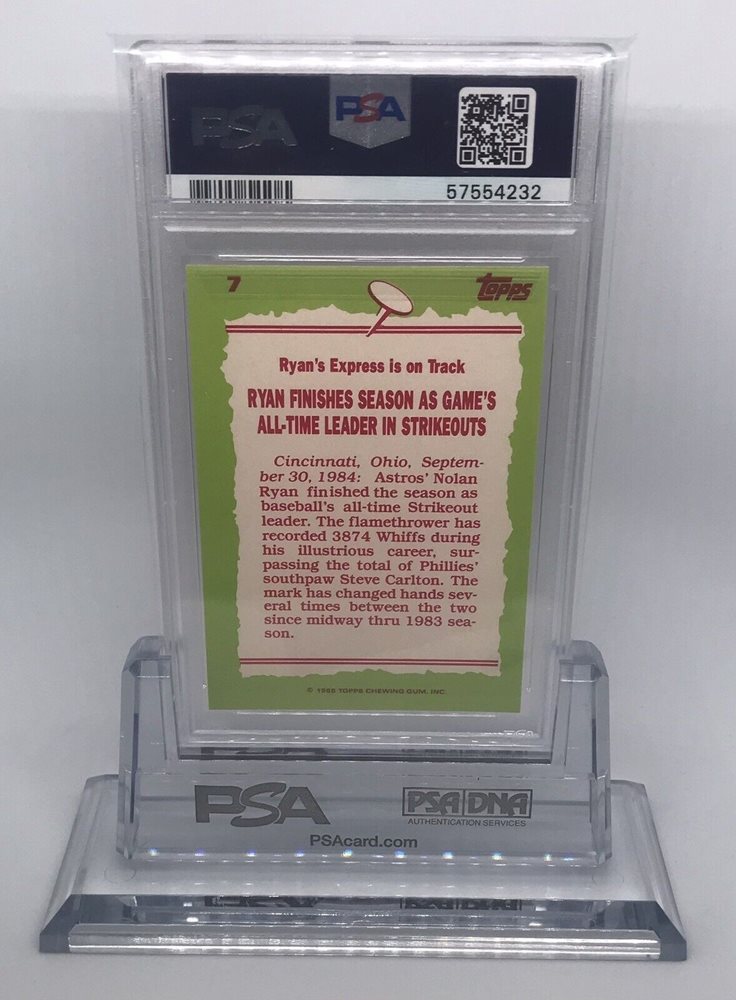 PSA
PSA
57554232
7
topps
Ryan's Express is on Track
RYAN FINISHES SEASON AS GAME'S
ALL-TIME LEADER IN STRIKEOUTS
Cincinnati, Ohio, Septem-
ber 30, 1984: Astros' Nolan
Ryan finished the season as
baseball's all-time Strikeout
leader. The flamethrower has
recorded 3874 Whiffs during
his illustrious career, sur-
passing the total of Phillies'
southpaw Steve Carlton. The
mark has changed hands sev-
eral times between the two
since midway thru 1983 sea-
son.
© 1985 TOPPS CHEWING GUM, INC.
PSA
PSA DNA
AUTHENTICATION SERVICES
PSAcard.com